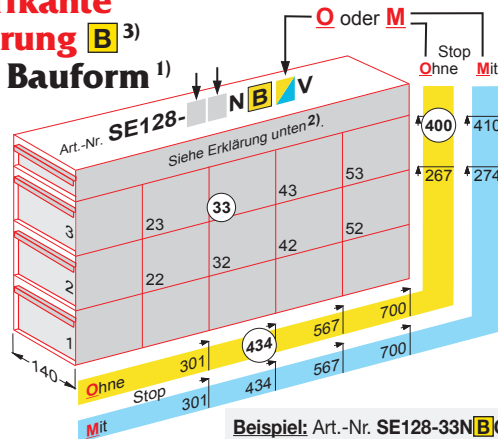 rung B 3)
Bauform 1)
O oder M
Art.-Nr. SE128- N B V
Siehe Erklärung unten 2).
Stop
Ohne Mit
400 410
267 274
3 23 33 43 53
2 22 32 42 52
1
140
Ohne 301 434 567 700
Stop
Mit 301 434 567 700
Beispiel: Art.-Nr. SE128-33N B